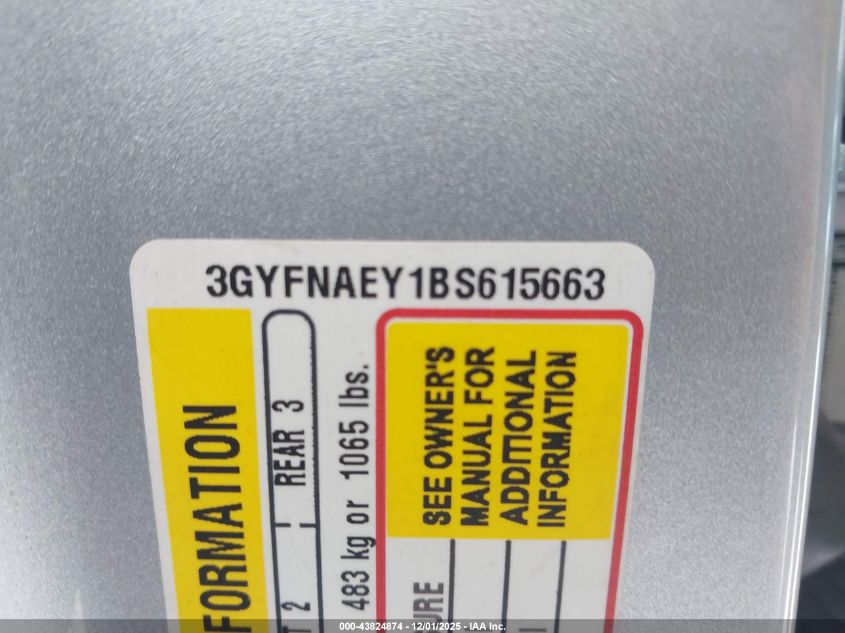 3GYFNAEY1BS615663
FORMATION
T 2 REAR 3
483 kg or 1065 lbs.
URE
SEE OWNER'S
MANUAL FOR
ADDITIONAL
INFORMATION
000-43824874 - 12/01/2025 - IAA Inc.